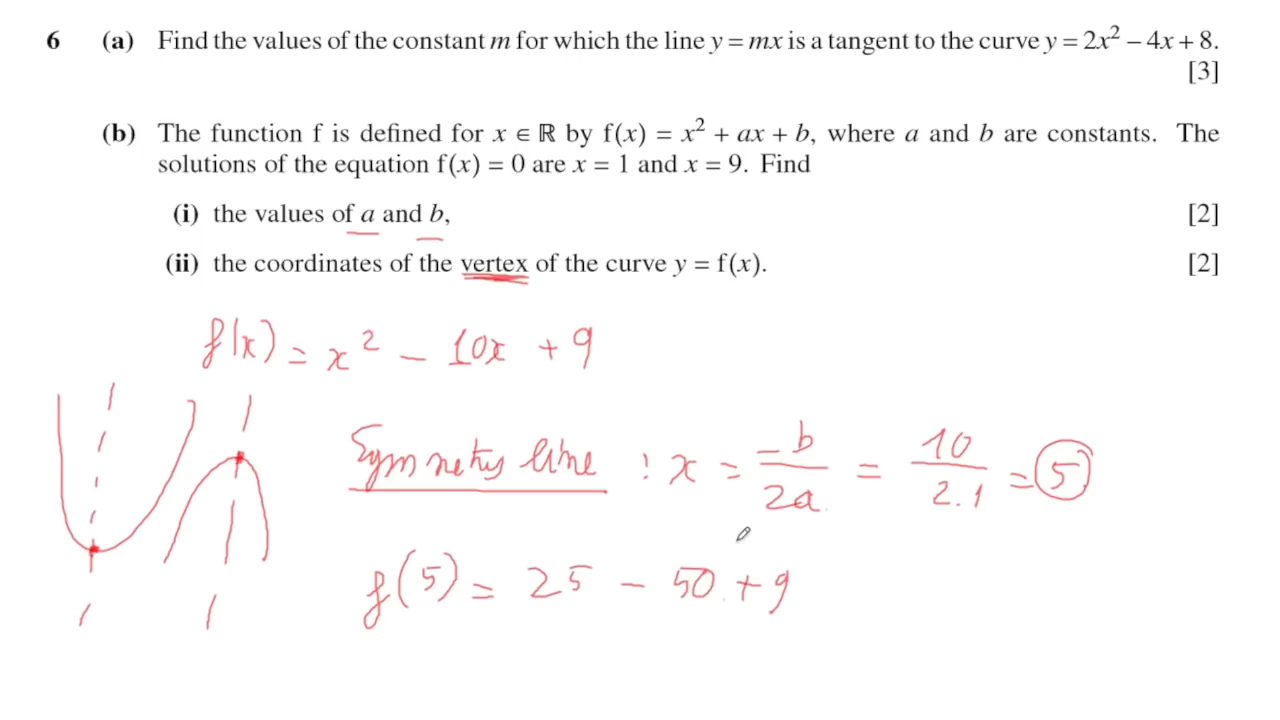 6 (a) Find the values of the constant m for which the line y = mx is a tangent to the curve y = 2x² – 4x + 8.
[3]
(b) The function f is defined for x ∈ ℝ by f(x) = x² + ax + b, where a and b are constants. The
solutions of the equation f(x) = 0 are x = 1 and x = 9. Find
(i) the values of a and b, [2]
(ii) the coordinates of the vertex of the curve y = f(x). [2]
f(x) = x² – 10x + 9
Symmetry line : x = –b/2a = 10/2.1 = 5
f(5) = 25 – 50 + 9